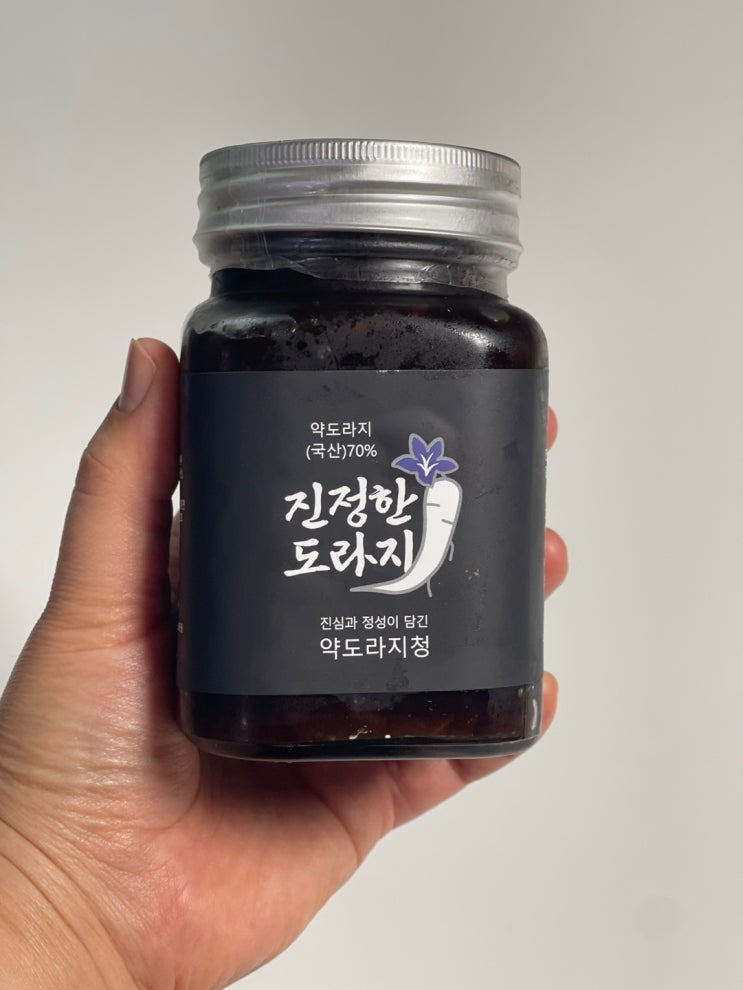 약도라지
(국산)70%
진정한
도라지
진심과 정성이 담긴
약도라지청